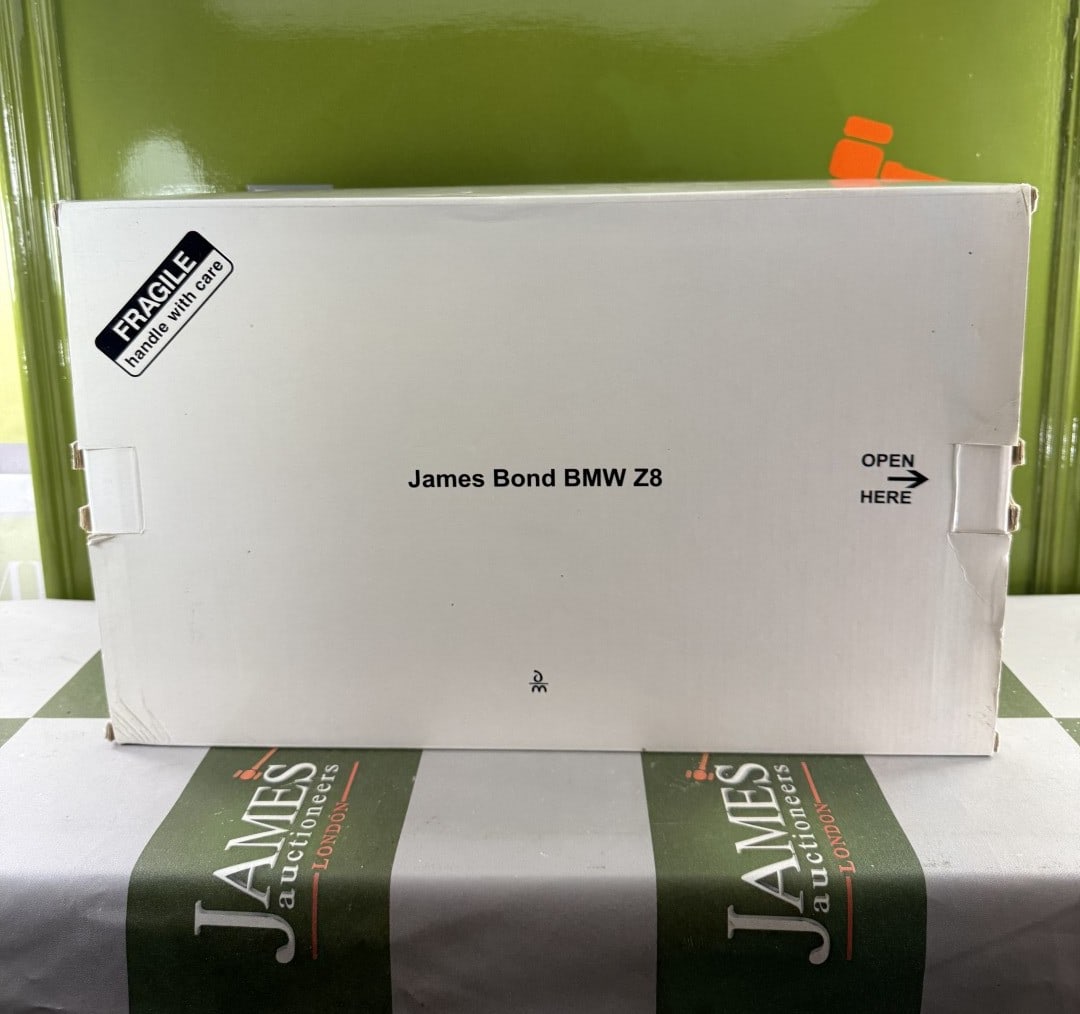 FRAGILE
handle with care
James Bond BMW Z8
OPEN
HERE
JAMES
auctioneers
LONDON
JAMES
auctioneers
LONDON